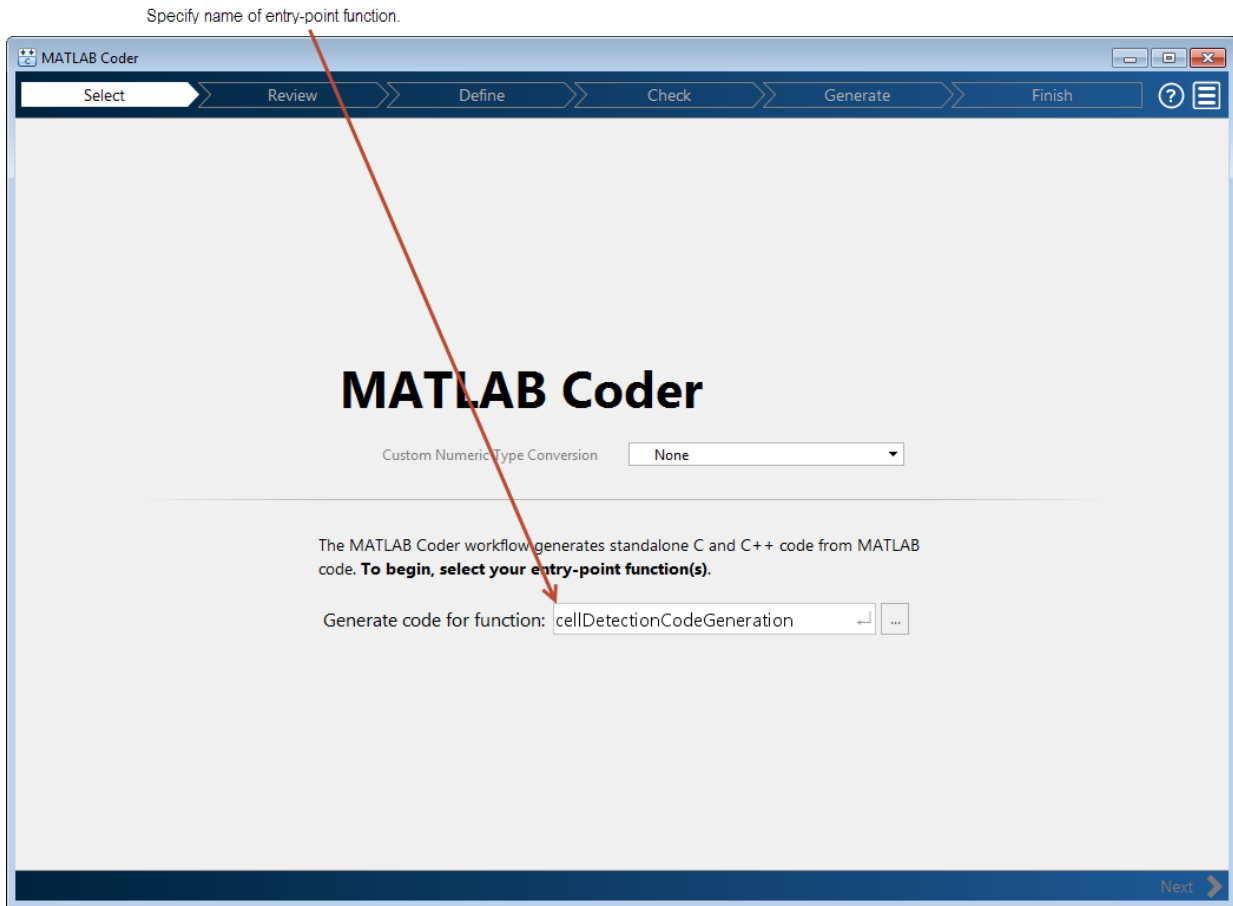 Specify name of entry-point function.
MATLAB Coder
Select Review Define Check Generate Finish ?
MATLAB Coder
Custom Numeric Type Conversion None
The MATLAB Coder workflow generates standalone C and C++ code from MATLAB
code. To begin, select your entry-point function(s).
Generate code for function: cellDetectionCodeGeneration ...
Next